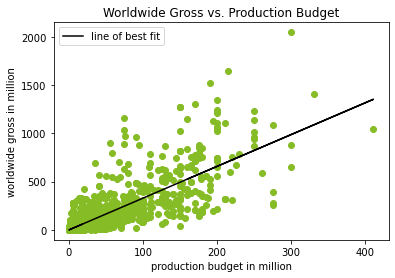 Worldwide Gross vs. Production Budget
line of best fit
worldwide gross in million
2000
1500
1000
500
0
0 100 200 300 400
production budget in million